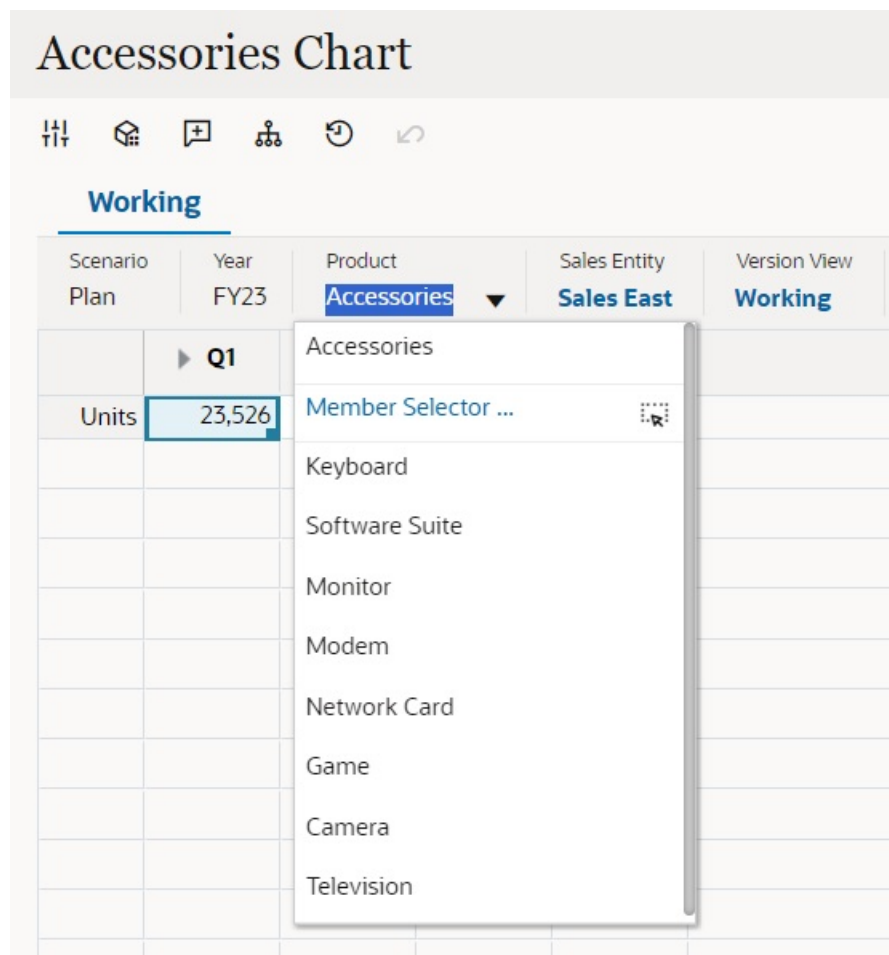 Accessories Chart
Working
Scenario Year Product Sales Entity Version View
Plan FY23 Accessories Sales East Working
Q1
Accessories
Units 23,526
Member Selector ...
Keyboard
Software Suite
Monitor
Modem
Network Card
Game
Camera
Television